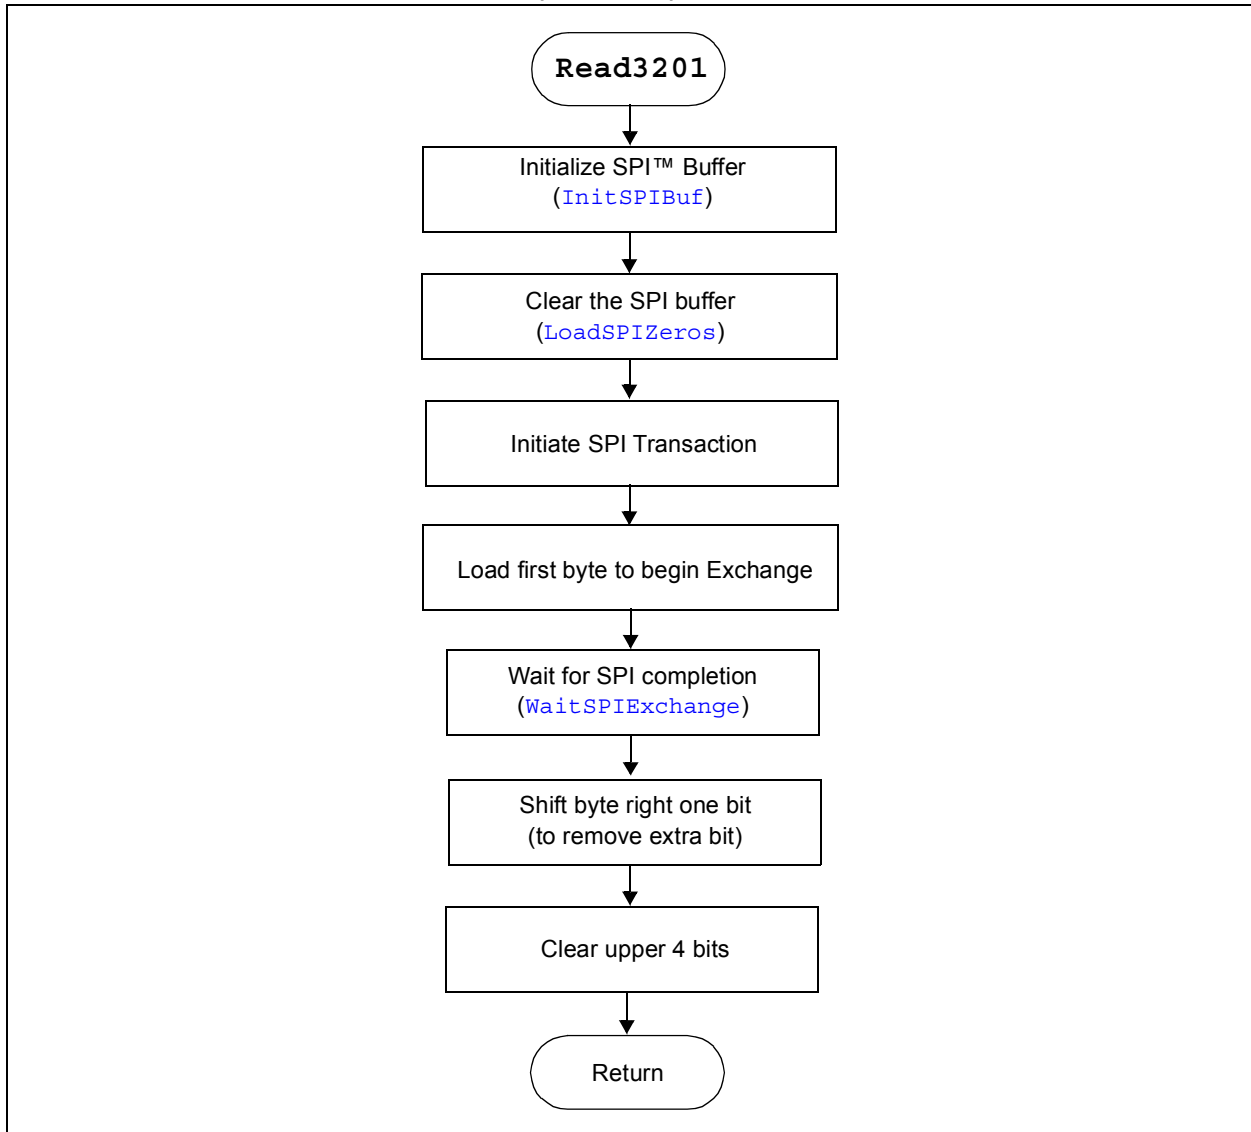 Read3201
Initialize SPI™ Buffer
(InitSPIBuf)
Clear the SPI buffer
(LoadSPIZeros)
Initiate SPI Transaction
Load first byte to begin Exchange
Wait for SPI completion
(WaitSPIExchange)
Shift byte right one bit
(to remove extra bit)
Clear upper 4 bits
Return